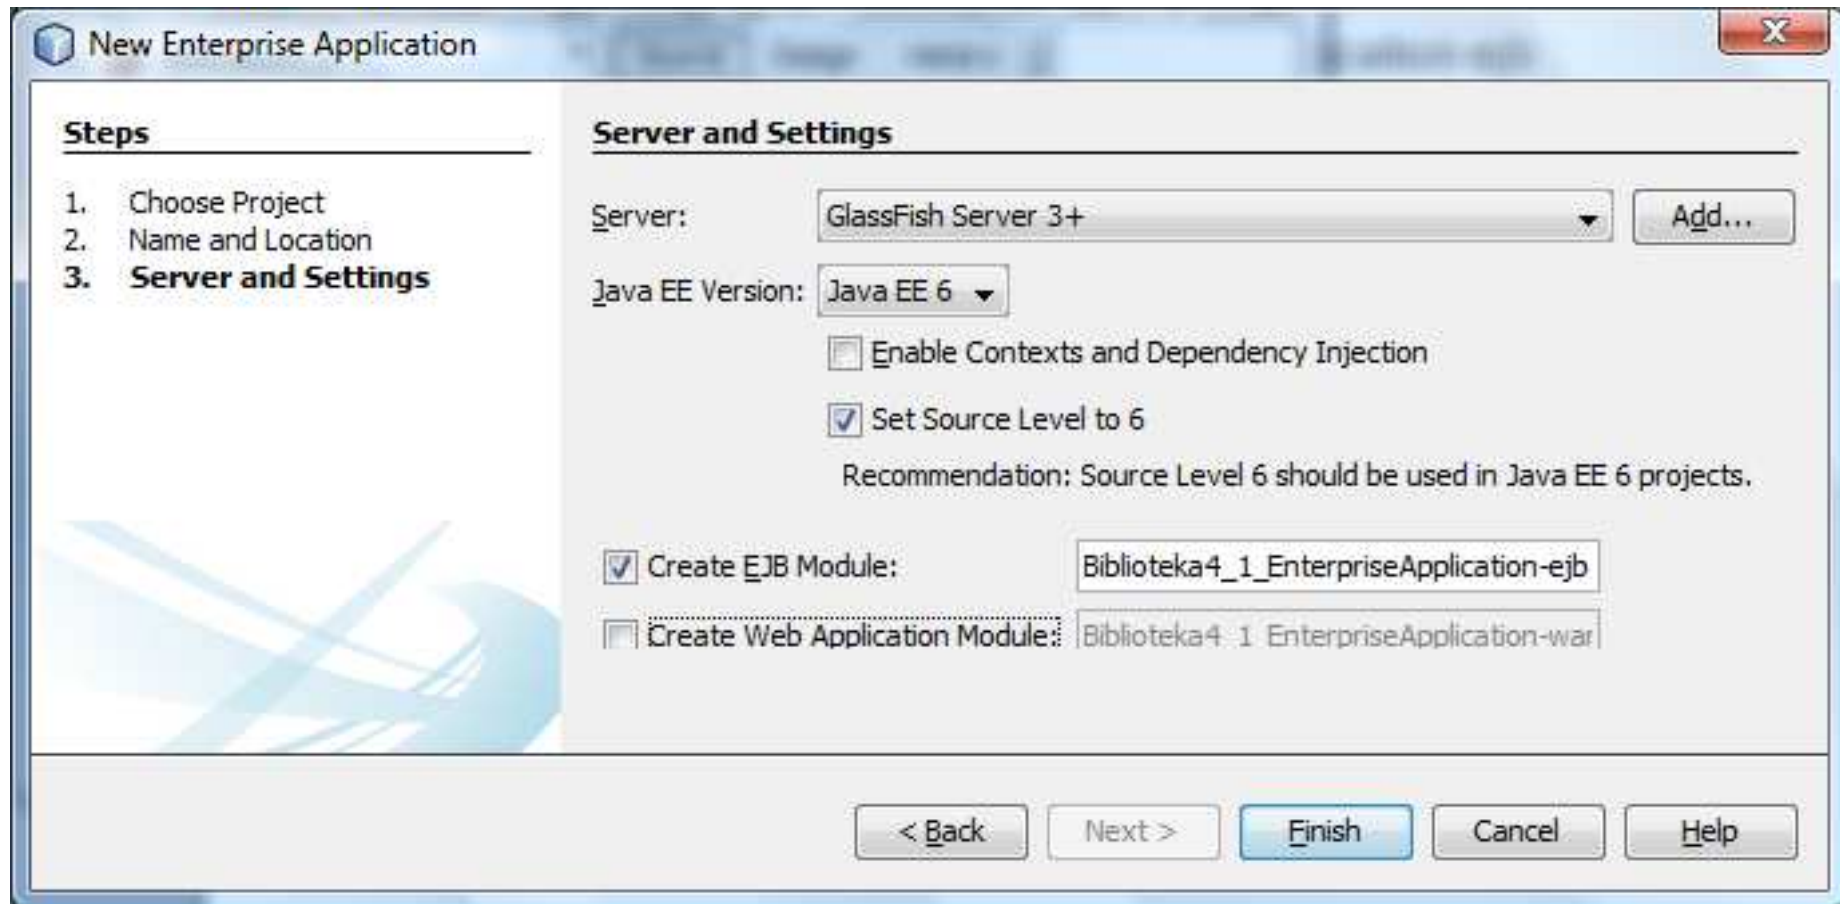 New Enterprise Application
Steps
1. Choose Project
2. Name and Location
3. Server and Settings
Server and Settings
Server: GlassFish Server 3+ Add...
Java EE Version: Java EE 6
Enable Contexts and Dependency Injection
Set Source Level to 6
Recommendation: Source Level 6 should be used in Java EE 6 projects.
Create EJB Module: Biblioteka4_1_EnterpriseApplication-ejb
Create Web Application Module: Biblioteka4_1_EnterpriseApplication-war
< Back Next > Finish Cancel Help